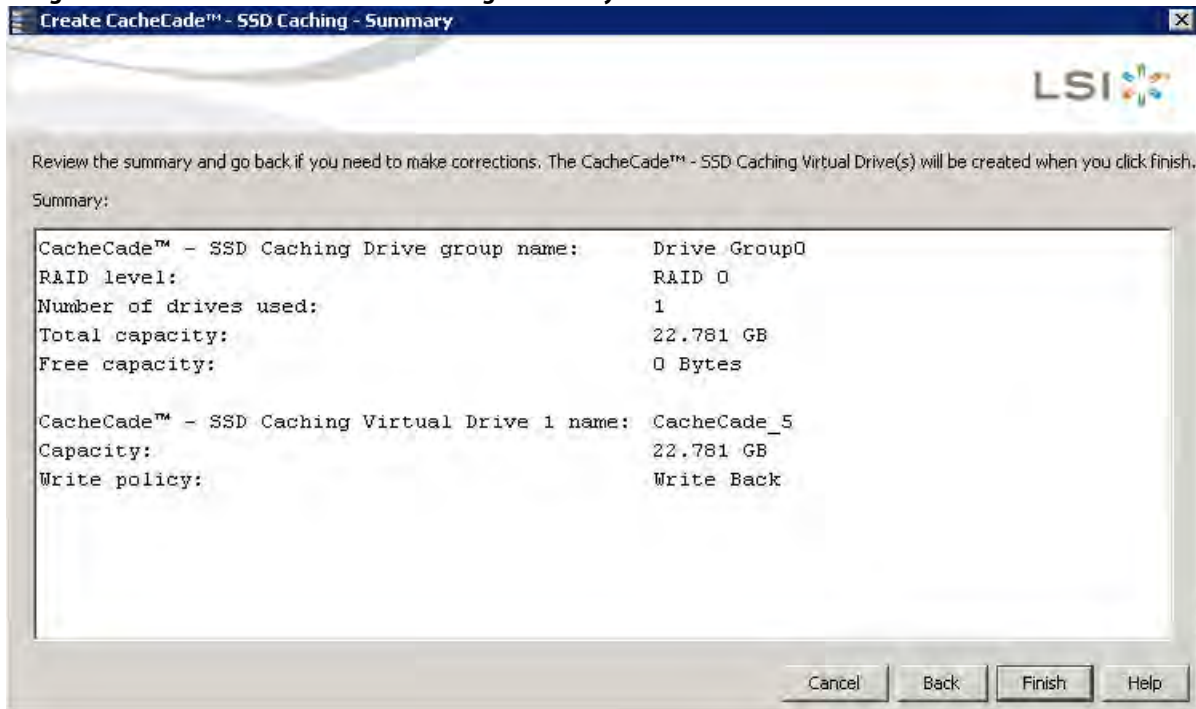 Create CacheCade™ - SSD Caching - Summary
LSI
Review the summary and go back if you need to make corrections. The CacheCade™ - SSD Caching Virtual Drive(s) will be created when you click finish.
Summary:
CacheCade™ - SSD Caching Drive group name: Drive Group0
RAID level: RAID 0
Number of drives used: 1
Total capacity: 22.781 GB
Free capacity: 0 Bytes
CacheCade™ - SSD Caching Virtual Drive 1 name: CacheCade_5
Capacity: 22.781 GB
Write policy: Write Back
Cancel Back Finish Help